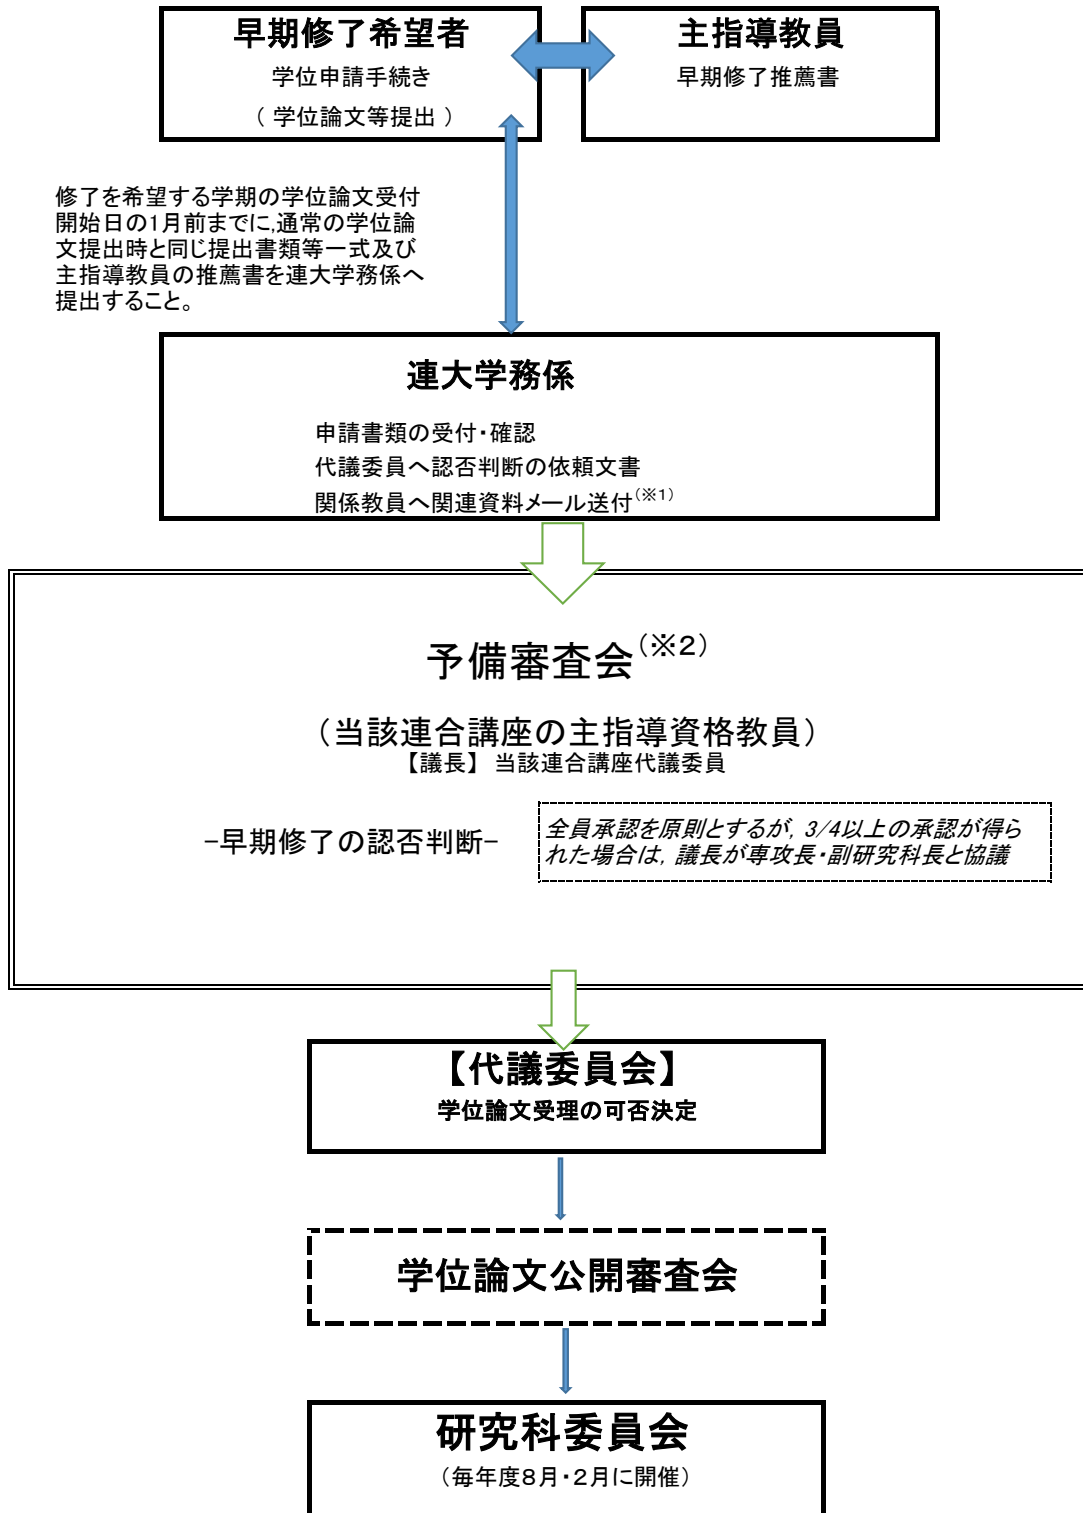 早期修了希望者
学位申請手続き
（ 学位論文等提出 ）
主指導教員
早期修了推薦書
修了を希望する学期の学位論文受付
開始日の1月前までに,通常の学位論
文提出時と同じ提出書類等一式及び
主指導教員の推薦書を連大学務係へ
提出すること。
連大学務係
申請書類の受付・確認
代議委員へ認否判断の依頼文書
関係教員へ関連資料メール送付(※1)
予備審査会(※2)
（当該連合講座の主指導資格教員）
【議長】 当該連合講座代議委員
-早期修了の認否判断-
全員承認を原則とするが, 3/4以上の承認が得ら
れた場合は, 議長が専攻長・副研究科長と協議
【代議委員会】
学位論文受理の可否決定
学位論文公開審査会
研究科委員会
（毎年度８月・２月に開催）